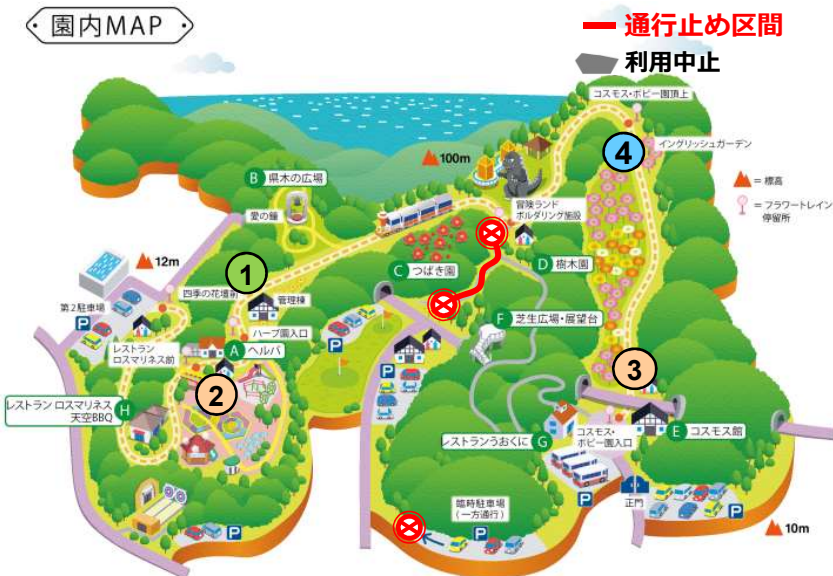 園内MAP
通行止め区間
利用中止
コスモス・ポピー園頂上
4
イングリッシュガーデン
100m
= 標高
= フラワートレイン
停留所
B 県木の広場
愛の鐘
冒険ランド
ボルダリング施設
12m
1
C つばき園
D 樹木園
四季の花壇前
管理棟
第2駐車場
P
ハーブ園入口
F 芝生広場・展望台
レストラン
ロスマリネス前
A ヘルバ
P
2
3
P
レストラン ロスマリネス
天空BBQ
H
レストランうおくに
G
コスモス・
ポピー園入口
E コスモス館
臨時駐車場
(一方通行)
P
正門
P
P
P
10m